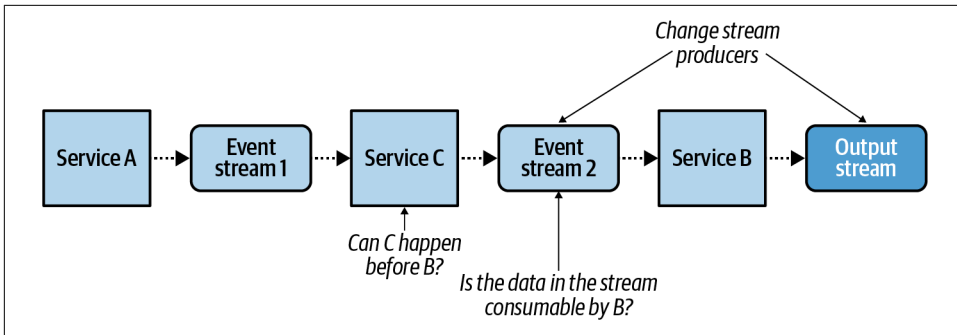 Change stream
producers
Service A
Event
stream 1
Service C
Event
stream 2
Service B
Output
stream
Can C happen
before B?
Is the data in the stream
consumable by B?